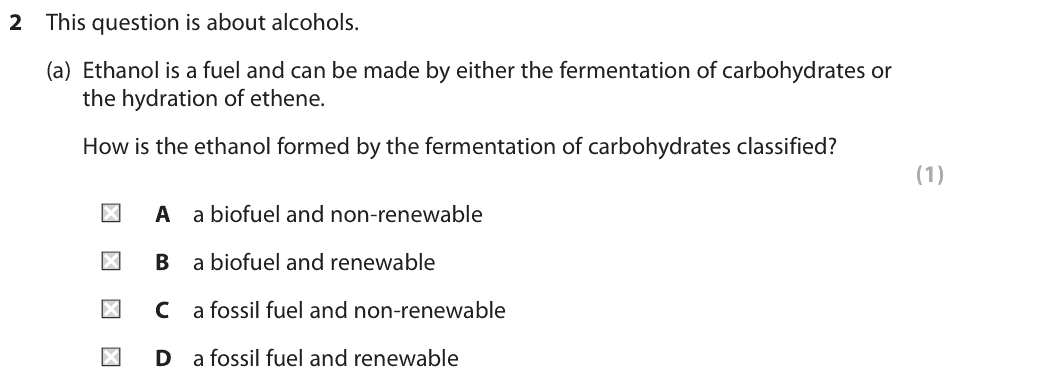 2 This question is about alcohols.
(a) Ethanol is a fuel and can be made by either the fermentation of carbohydrates or
the hydration of ethene.
How is the ethanol formed by the fermentation of carbohydrates classified?
(1)
A a biofuel and non-renewable
B a biofuel and renewable
C a fossil fuel and non-renewable
D a fossil fuel and renewable